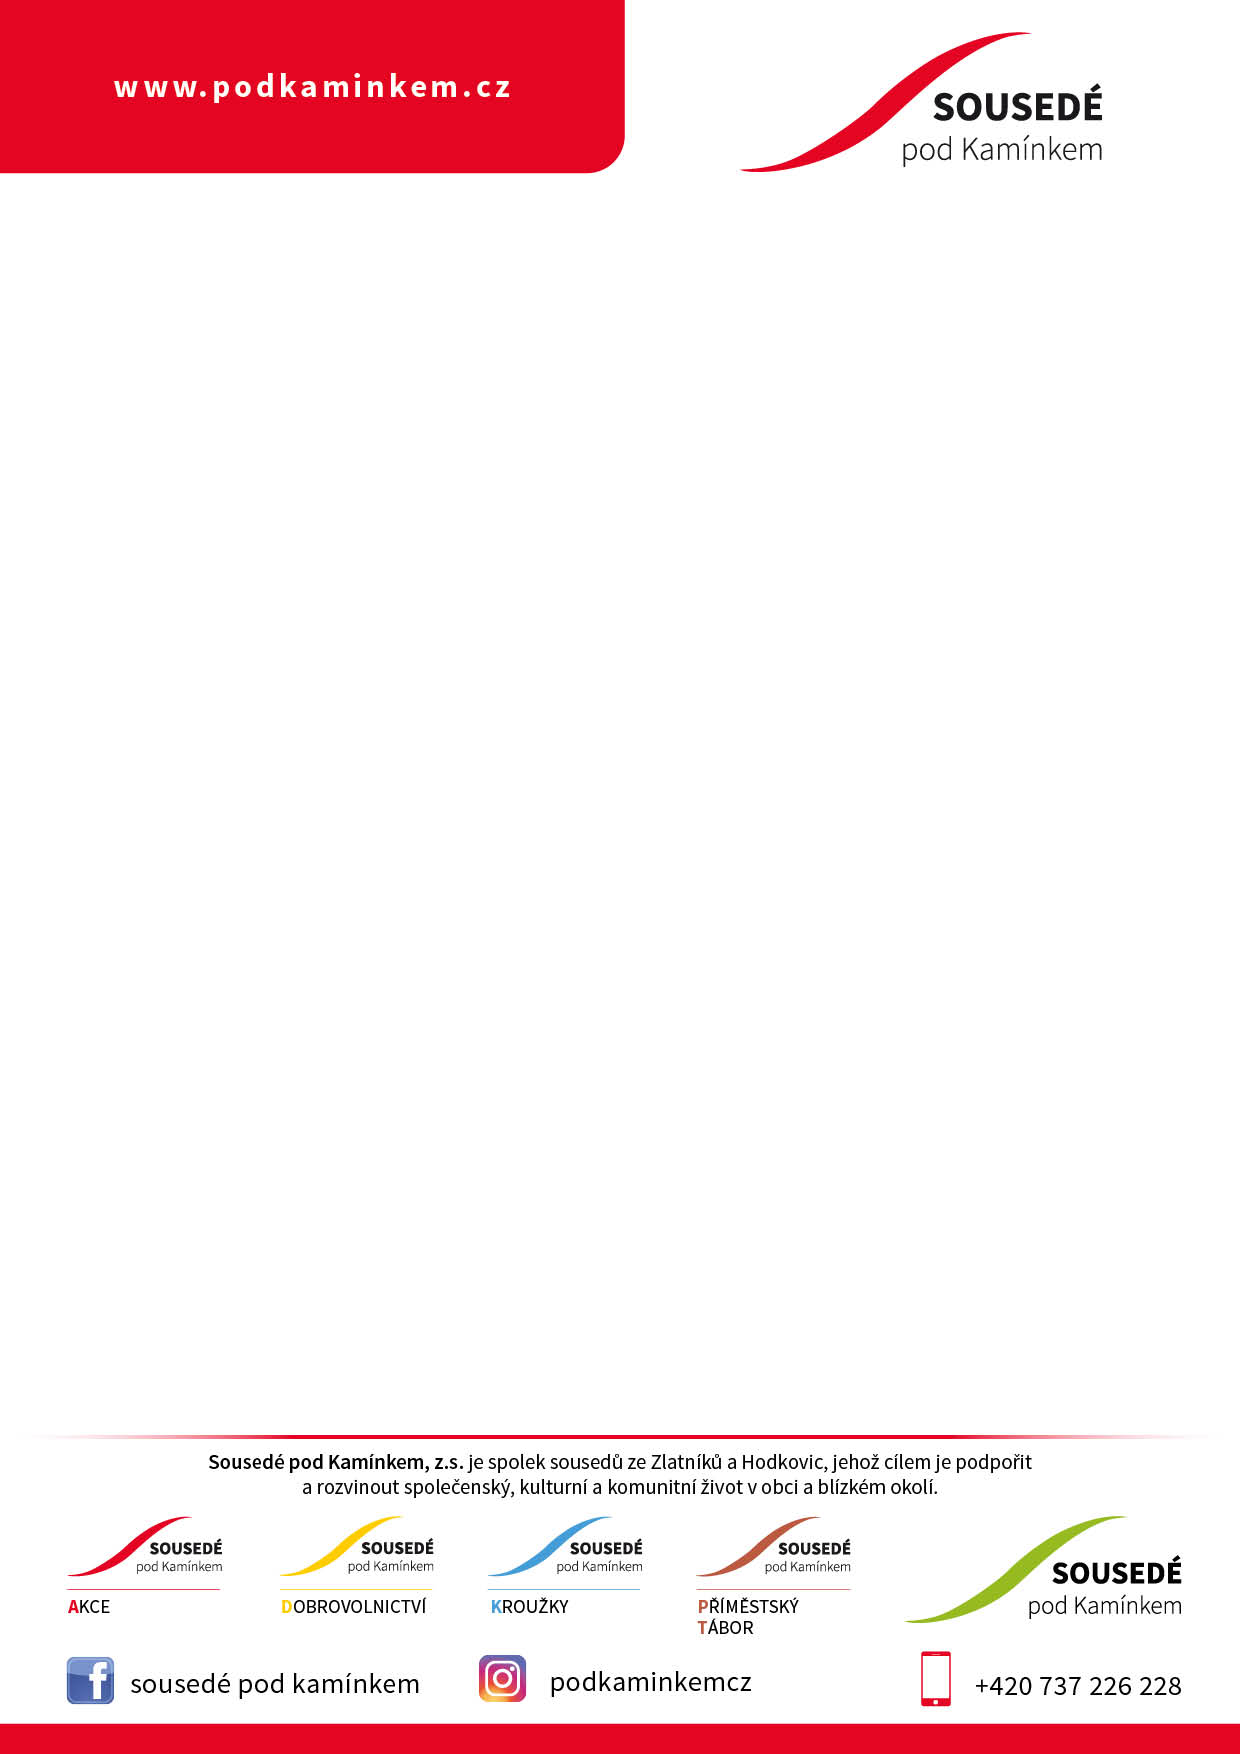 www.podkaminkem.cz
SOUSEDÉ
pod Kamínkem
Sousedé pod Kamínkem, z.s. je spolek sousedů ze Zlatníků a Hodkovic, jehož cílem je podpořit
a rozvinout společenský, kulturní a komunitní život v obci a blízkém okolí.
SOUSEDÉ
pod Kamínkem
AKCE
SOUSEDÉ
pod Kamínkem
DOBROVOLNICTVÍ
SOUSEDÉ
pod Kamínkem
KROUŽKY
SOUSEDÉ
pod Kamínkem
PŘÍMĚSTSKÝ
TÁBOR
SOUSEDÉ
pod Kamínkem
sousedé pod kamínkem
podkaminkemcz
+420 737 226 228